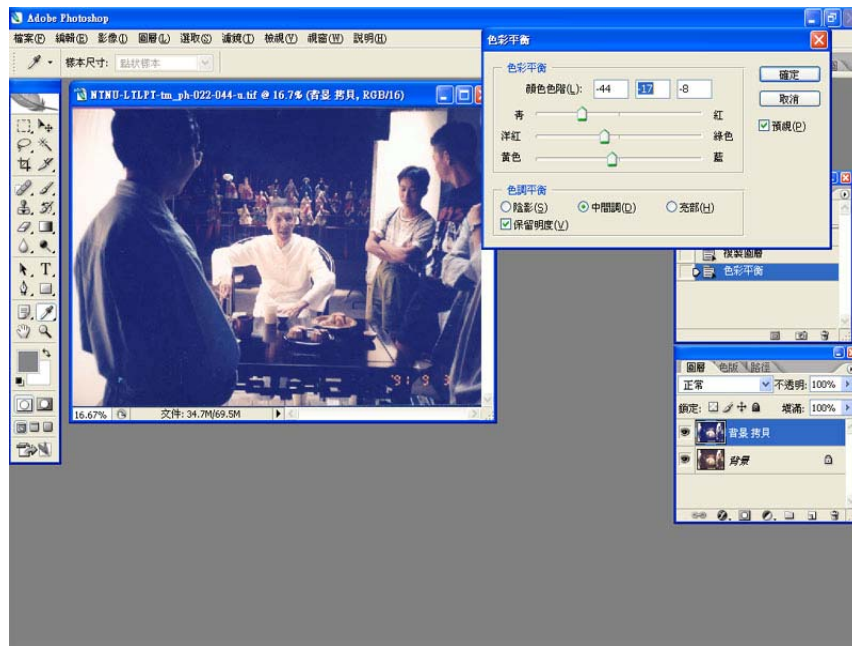 Adobe Photoshop
檔案(F) 編輯(E) 影像(I) 圖層(L) 選取(S) 濾鏡(T) 檢視(V) 視窗(W) 說明(H)
樣本尺寸: 點狀樣本
NTNU-LTLPT-tm_ph-022-044-u.tif @ 16.7% (背景 拷貝, RGB/16)
'91 9 3
16.67%
文件: 34.7M/69.5M
色彩平衡
色彩平衡
顏色色階(L): -44 -17 -8
青 紅
洋紅 綠色
黃色 藍
色調平衡
陰影(S) 中間調(D) 亮部(H)
保留明度(V)
確定
取消
預視(P)
複製圖層
色彩平衡
圖層 色版 路徑
正常 不透明: 100%
鎖定: 填滿: 100%
背景 拷貝
背景